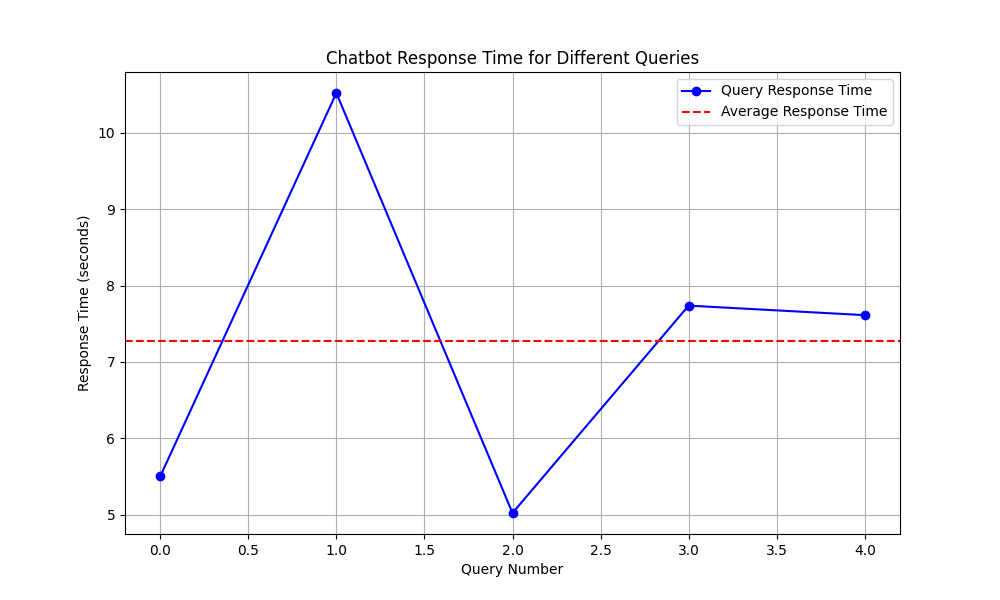 Chatbot Response Time for Different Queries
Query Response Time
Average Response Time
Response Time (seconds)
10
9
8
7
6
5
0.0 0.5 1.0 1.5 2.0 2.5 3.0 3.5 4.0
Query Number